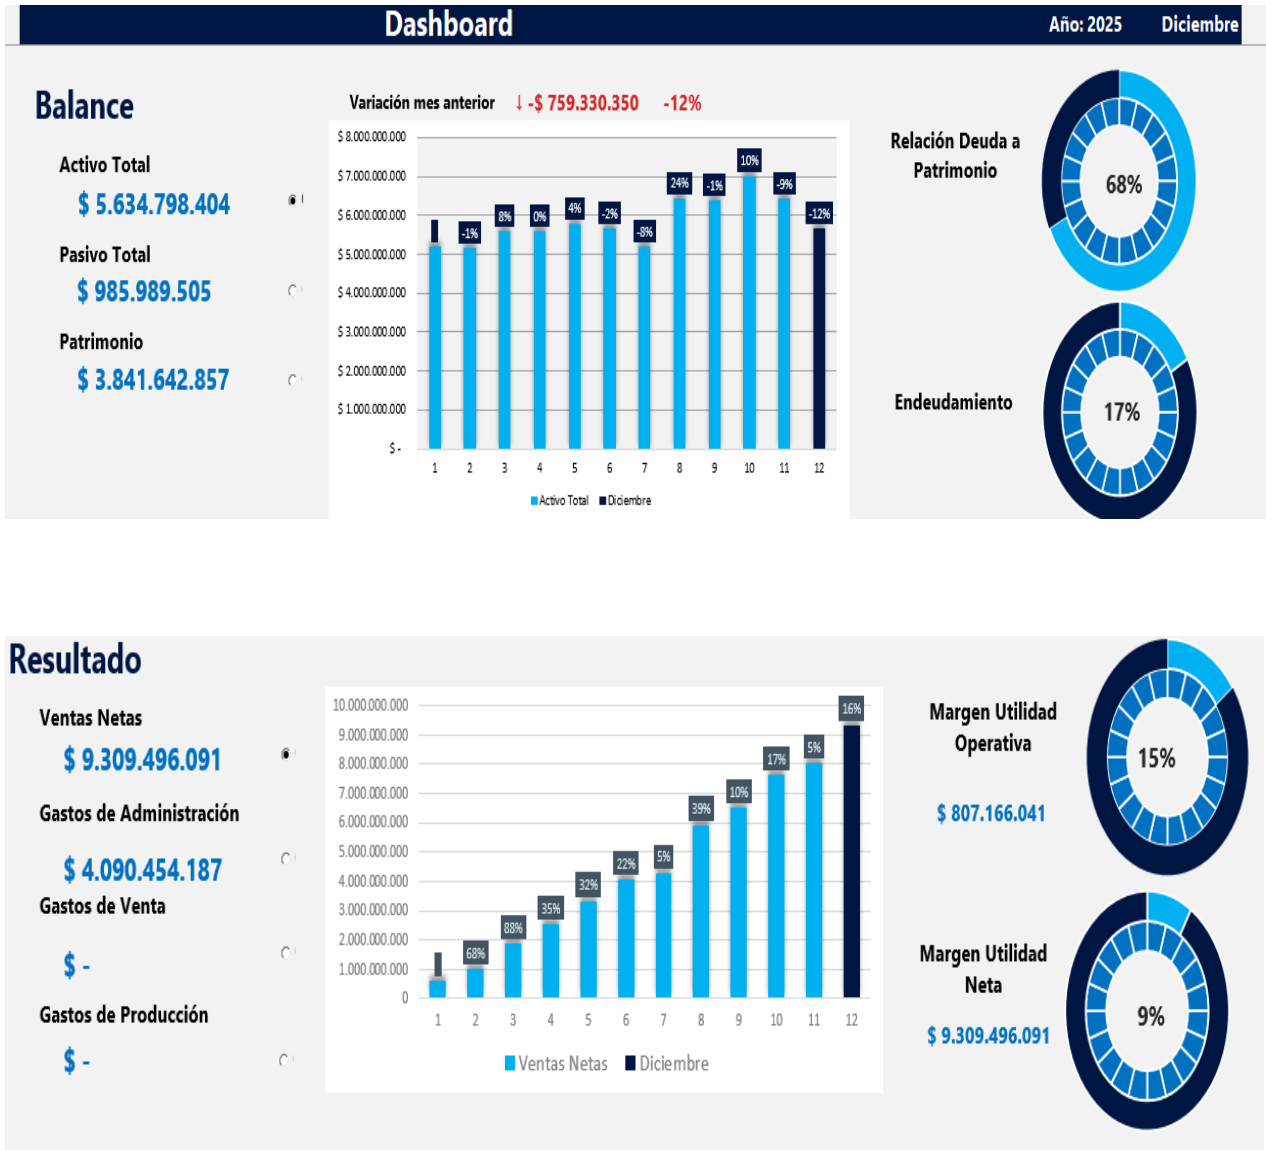 Dashboard
Año: 2025
Diciembre
Balance
Variación mes anterior ↓ -$ 759.330.350 -12%
Activo Total
$ 5.634.798.404
Pasivo Total
$ 985.989.505
Patrimonio
$ 3.841.642.857
$ 8.000.000.000
$ 7.000.000.000
$ 6.000.000.000
$ 5.000.000.000
$ 4.000.000.000
$ 3.000.000.000
$ 2.000.000.000
$ 1.000.000.000
$ -
-1%
8%
0%
4%
-2%
-8%
24%
-1%
10%
-9%
-12%
1 2 3 4 5 6 7 8 9 10 11 12
Activo Total Diciembre
Relación Deuda a
Patrimonio
68%
Endeudamiento
17%
Resultado
Ventas Netas
$ 9.309.496.091
Gastos de Administración
$ 4.090.454.187
Gastos de Venta
$ -
Gastos de Producción
$ -
10.000.000.000
9.000.000.000
8.000.000.000
7.000.000.000
6.000.000.000
5.000.000.000
4.000.000.000
3.000.000.000
2.000.000.000
1.000.000.000
0
68%
88%
35%
32%
22%
5%
39%
10%
17%
5%
16%
1 2 3 4 5 6 7 8 9 10 11 12
Ventas Netas Diciembre
Margen Utilidad
Operativa
$ 807.166.041
15%
Margen Utilidad
Neta
$ 9.309.496.091
9%